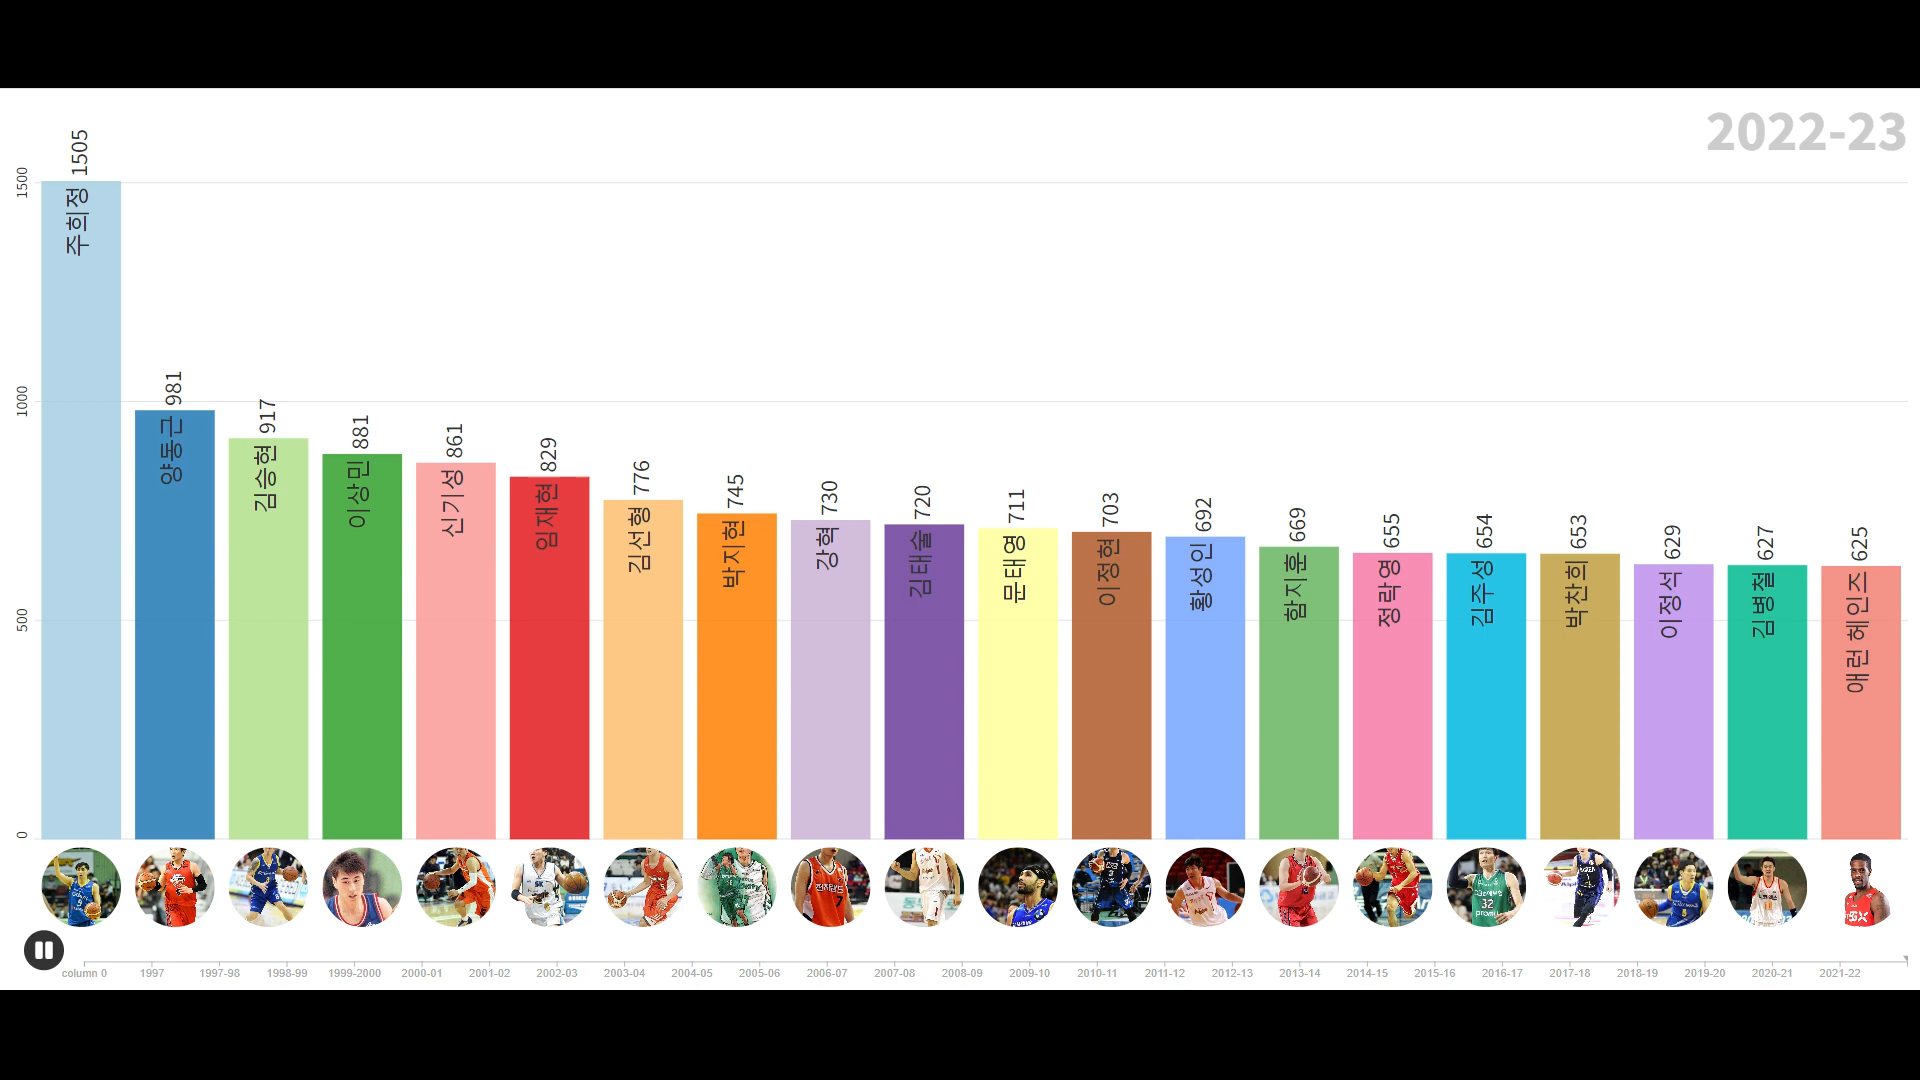 2022-23
1500
1000
500
0
주희정 1505
양동근 981
김승현 917
이상민 881
신기성 861
임재현 829
김선형 776
박지현 745
강혁 730
김태술 720
문태영 711
이정현 703
황성인 692
함지훈 669
정락영 655
김주성 654
박찬희 653
이정석 629
김병철 627
애런 헤인즈 625
column 0 1997 1997-98 1998-99 1999-2000 2000-01 2001-02 2002-03 2003-04 2004-05 2005-06 2006-07 2007-08 2008-09 2009-10 2010-11 2011-12 2012-13 2013-14 2014-15 2015-16 2016-17 2017-18 2018-19 2019-20 2020-21 2021-22